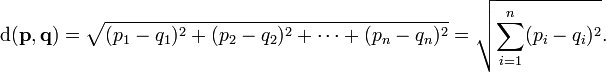 d(p, q) = √((p₁ − q₁)² + (p₂ − q₂)² + ⋯ + (pₙ − qₙ)²) = √(∑ᵢ₌₁ⁿ (pᵢ − qᵢ)²).